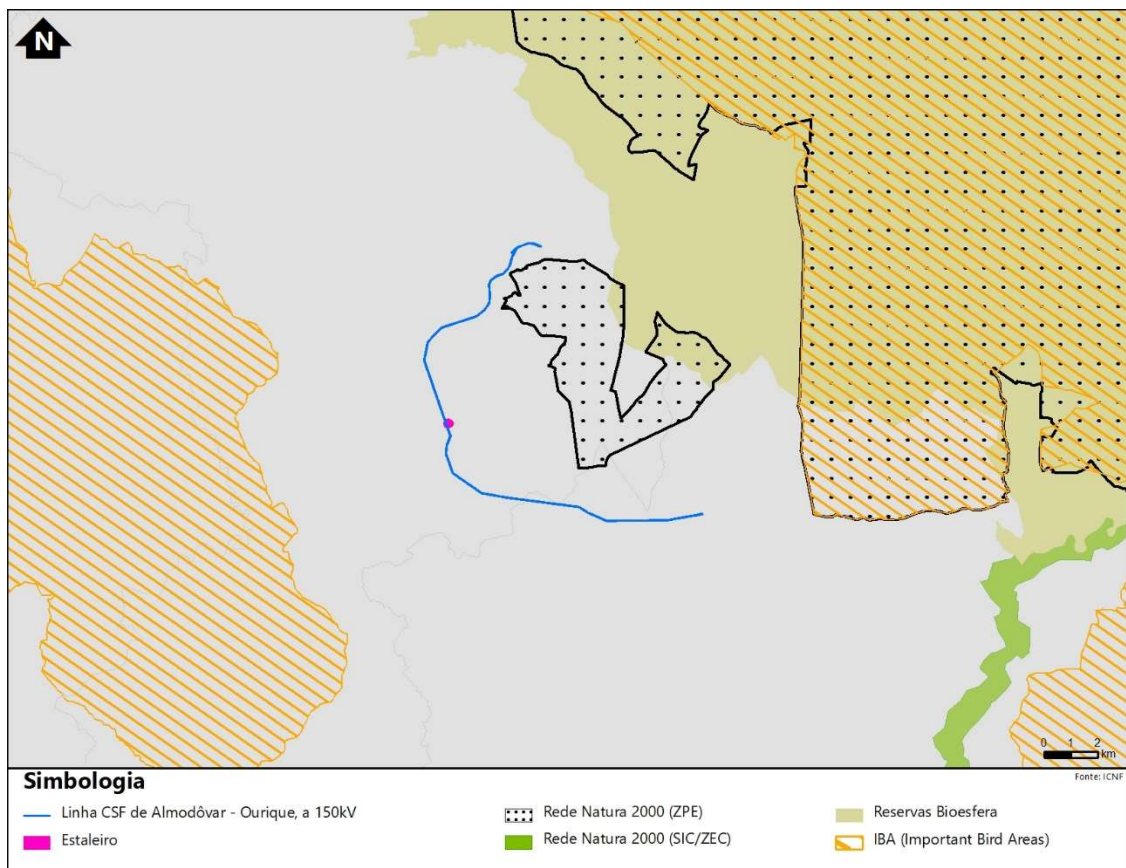 N
0 1 2
km
Simbologia
Fonte: ICNF
Linha CSF de Almodôvar - Ourique, a 150kV
Rede Natura 2000 (ZPE)
Reservas Bioesfera
Estaleiro
Rede Natura 2000 (SIC/ZEC)
IBA (Important Bird Areas)